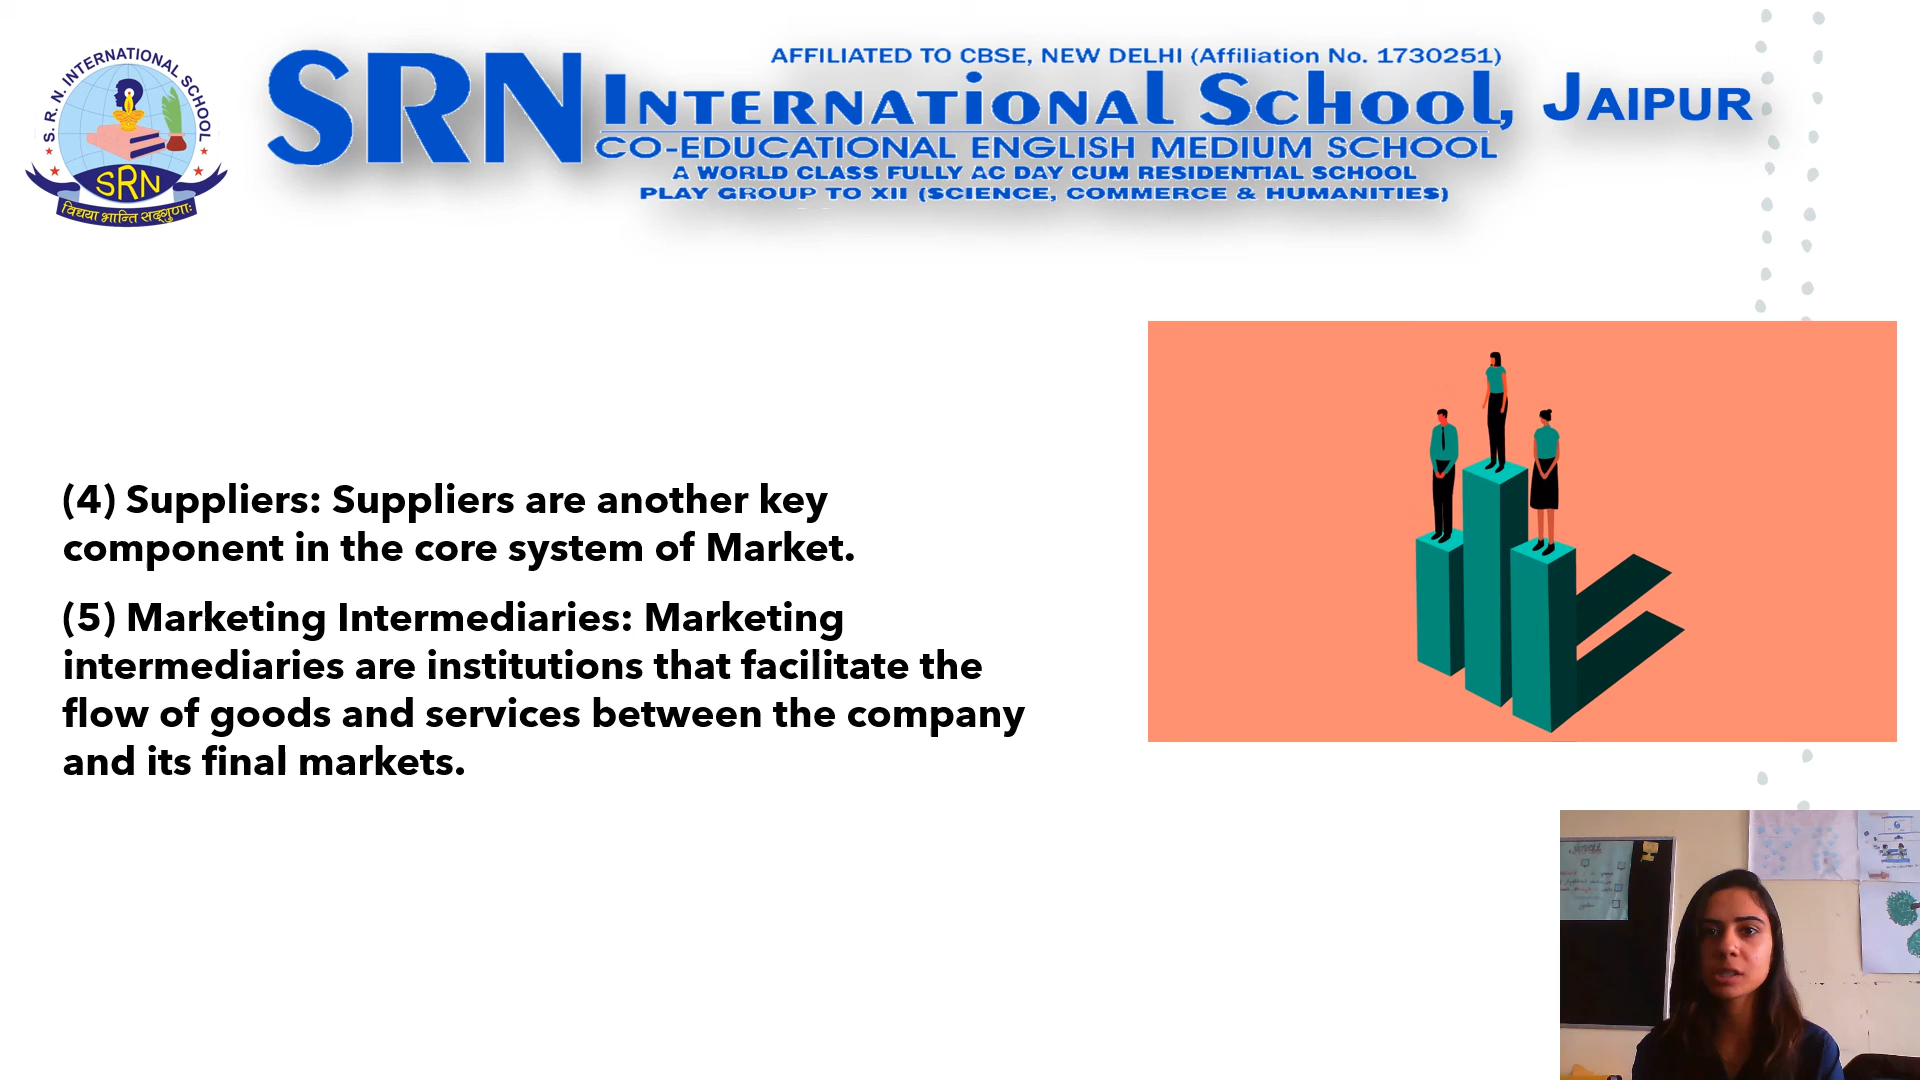 S. R. N. INTERNATIONAL SCHOOL
SRN
विद्यया भान्ति सद्गुणाः
AFFILIATED TO CBSE, NEW DELHI (Affiliation No. 1730251)
SRN INTERNATIONAL SCHOOL, JAIPUR
CO-EDUCATIONAL ENGLISH MEDIUM SCHOOL
A WORLD CLASS FULLY AC DAY CUM RESIDENTIAL SCHOOL
PLAY GROUP TO XII (SCIENCE, COMMERCE & HUMANITIES)
(4) Suppliers: Suppliers are another key
component in the core system of Market.
(5) Marketing Intermediaries: Marketing
intermediaries are institutions that facilitate the
flow of goods and services between the company
and its final markets.